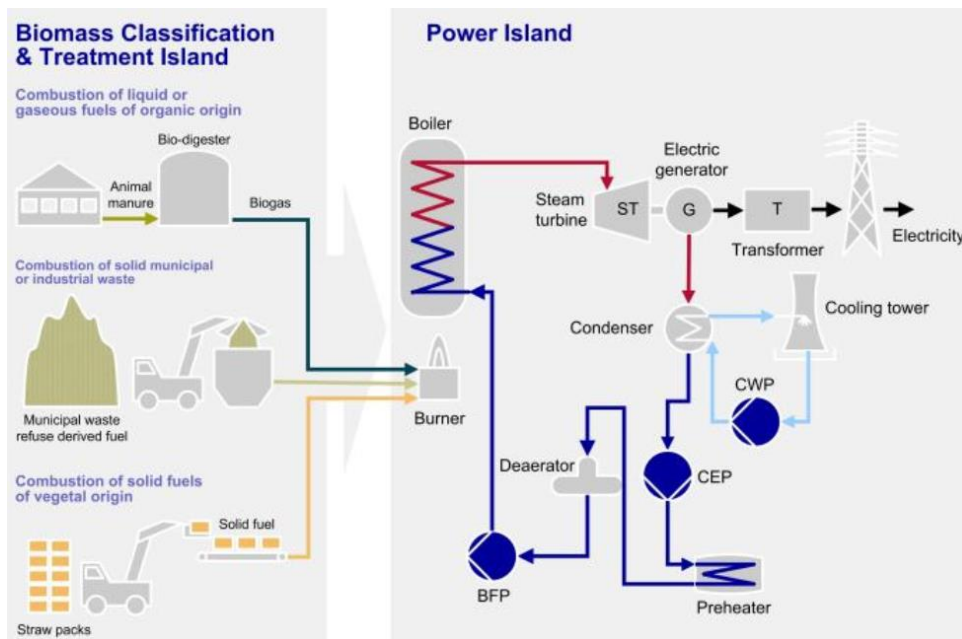 Biomass Classification
& Treatment Island
Combustion of liquid or
gaseous fuels of organic origin
Bio-digester
Animal
manure
Biogas
Combustion of solid municipal
or industrial waste
Municipal waste
refuse derived fuel
Combustion of solid fuels
of vegetal origin
Solid fuel
Straw packs
Power Island
Boiler
Electric
generator
Steam
turbine
ST
G
T
Transformer
Electricity
Condenser
Cooling tower
CWP
Burner
Deaerator
CEP
BFP
Preheater